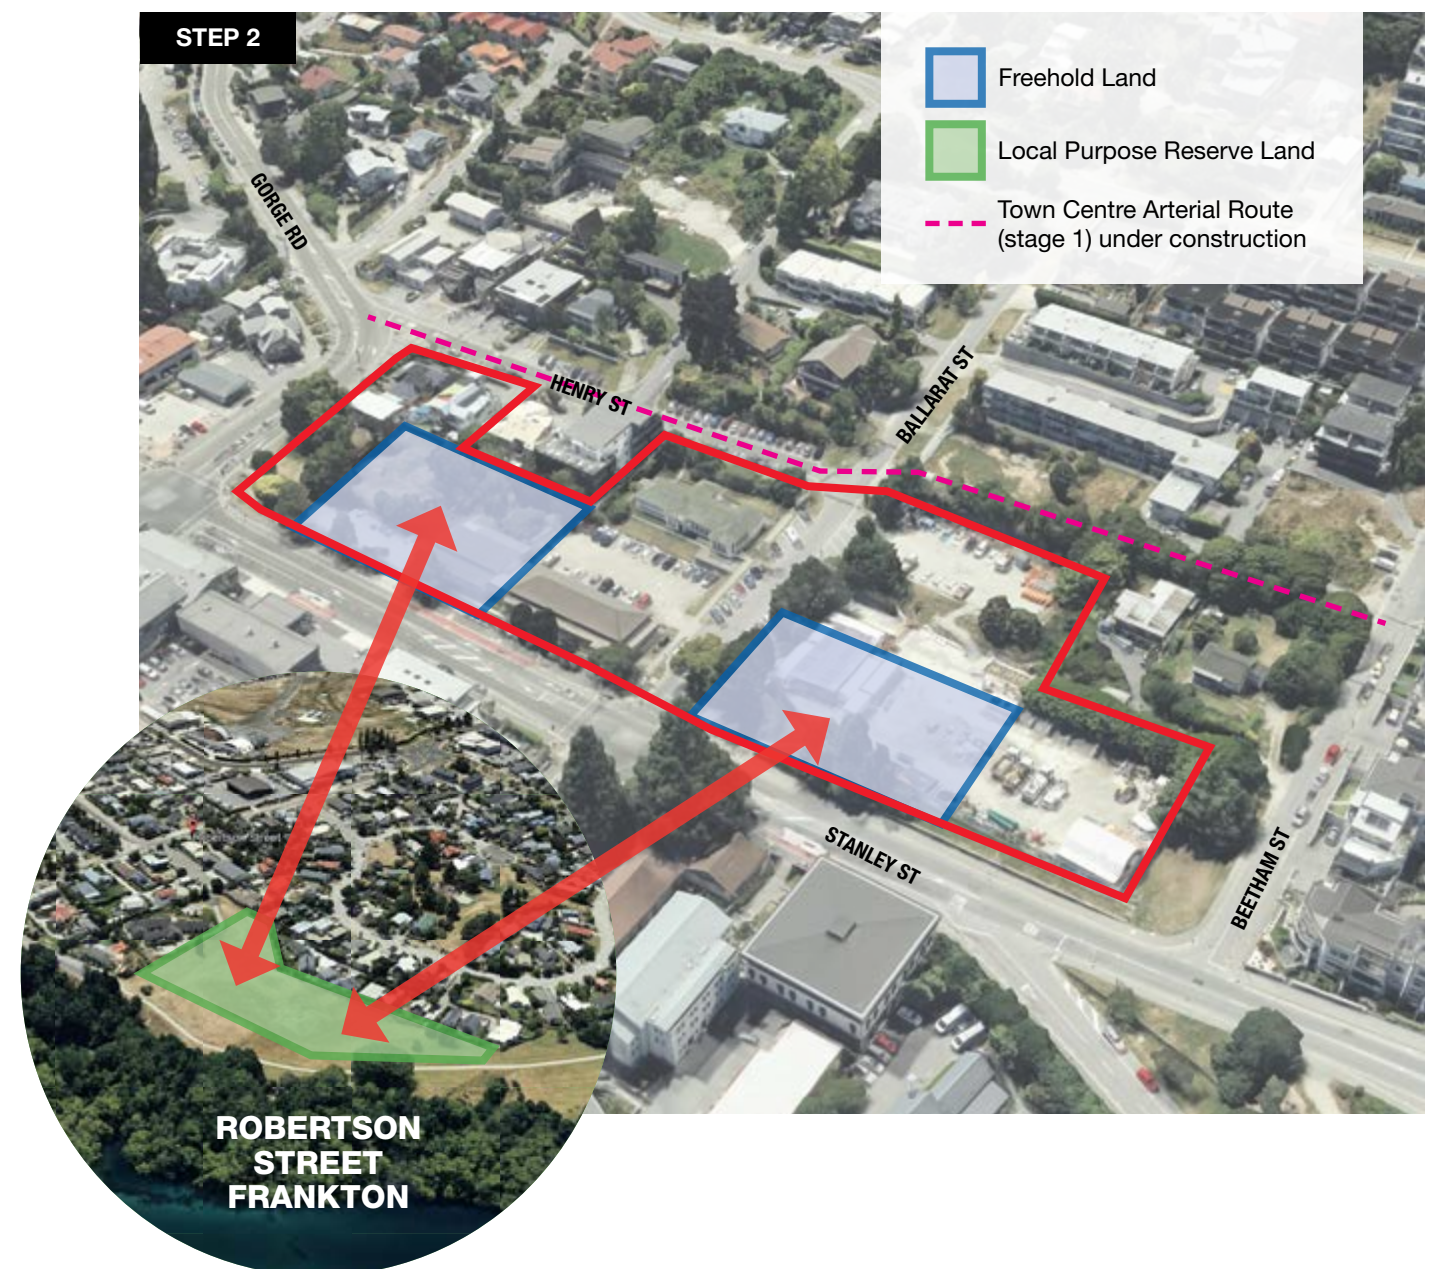 STEP 2
Freehold Land
Local Purpose Reserve Land
Town Centre Arterial Route
(stage 1) under construction
GORGE RD
HENRY ST
BALLARAT ST
STANLEY ST
BEETHAM ST
ROBERTSON
STREET
FRANKTON